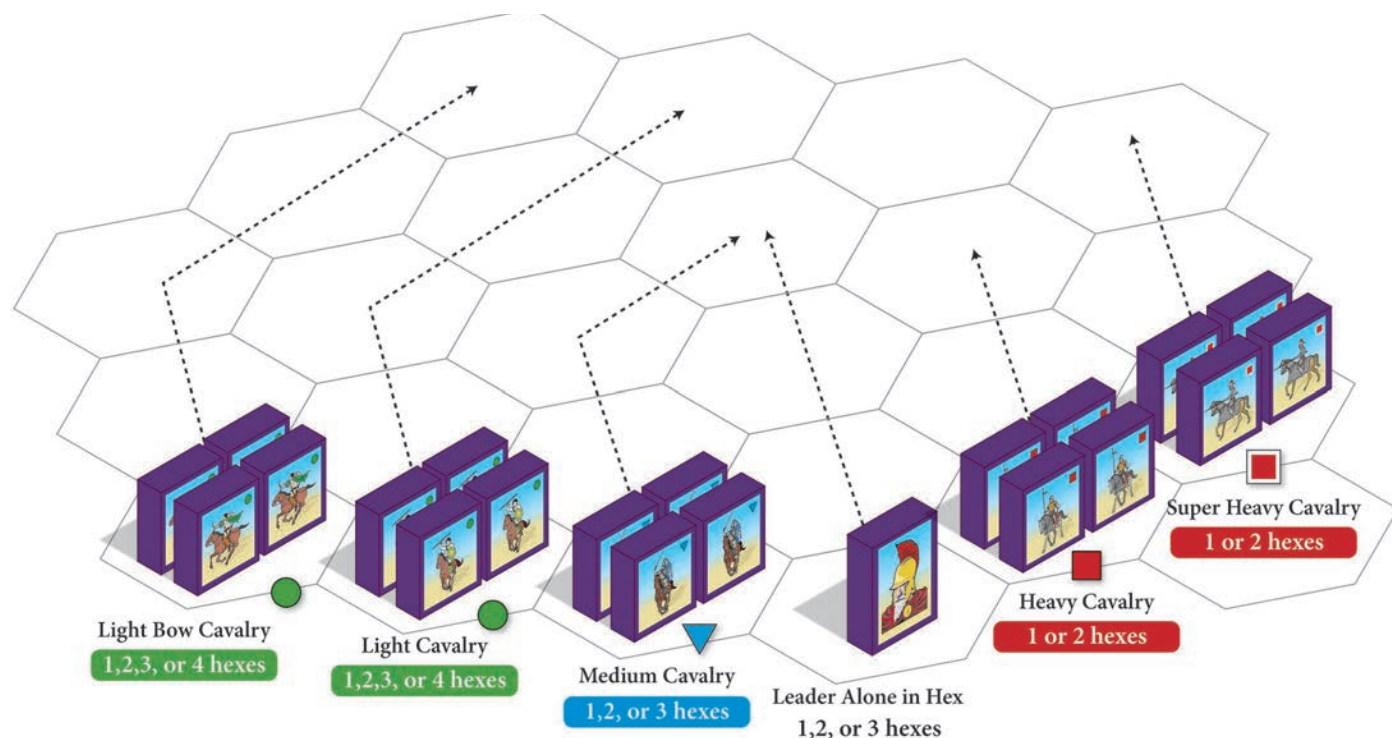 Light Bow Cavalry
1,2,3, or 4 hexes
Light Cavalry
1,2,3, or 4 hexes
Medium Cavalry
1,2, or 3 hexes
Leader Alone in Hex
1,2, or 3 hexes
Heavy Cavalry
1 or 2 hexes
Super Heavy Cavalry
1 or 2 hexes